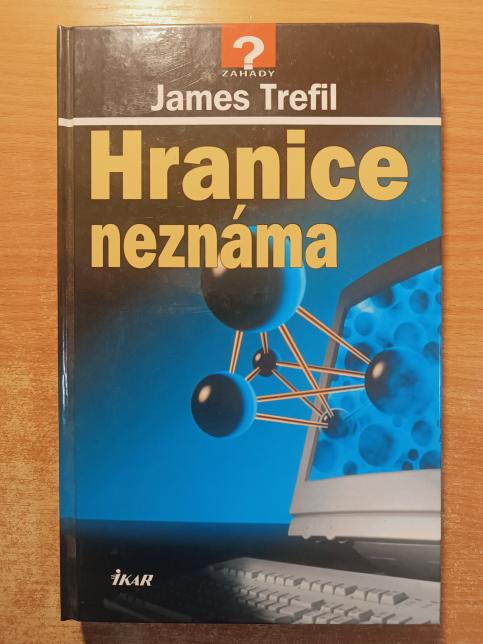 ?
ZÁHADY
James Trefil
Hranice
neznáma
IKAR